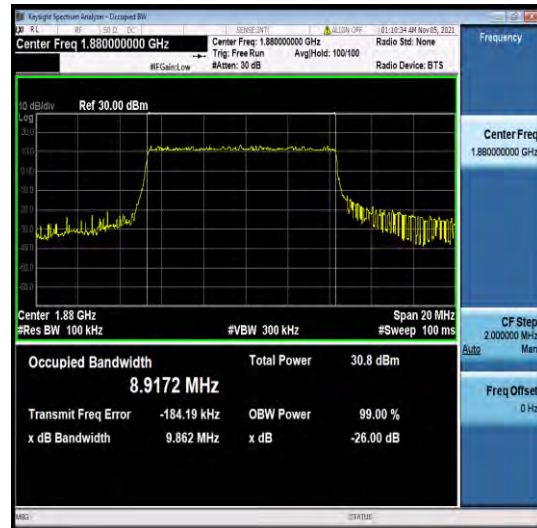 Keysight Spectrum Analyzer - Occupied BW
RL RF 50 Ω DC SENSE:INT ALIGN OFF 01:10:34 AM Nov 05, 2021
Center Freq 1.880000000 GHz Center Freq: 1.880000000 GHz Radio Std: None Frequency
Trig: Free Run Avg|Hold: 100/100
#IFGain:Low #Atten: 30 dB Radio Device: BTS
10 dB/div Ref 30.00 dBm
Log
Center Freq
1.880000000 GHz
Center 1.88 GHz Span 20 MHz
#Res BW 100 kHz #VBW 300 kHz #Sweep 100 ms
CF Step
2.000000 MHz
Auto Man
Occupied Bandwidth Total Power 30.8 dBm
8.9172 MHz
Freq Offset
0 Hz
Transmit Freq Error -184.19 kHz OBW Power 99.00 %
x dB Bandwidth 9.862 MHz x dB -26.00 dB
MSG STATUS